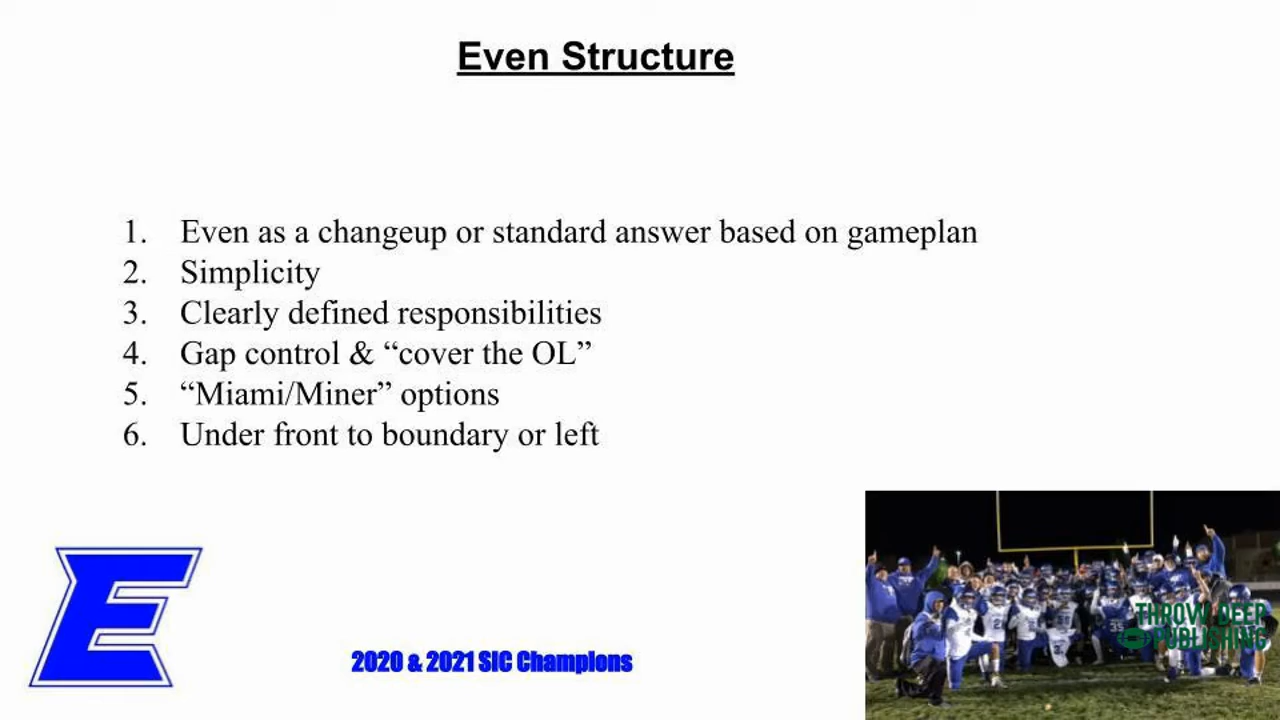 Even Structure
1. Even as a changeup or standard answer based on gameplan
2. Simplicity
3. Clearly defined responsibilities
4. Gap control & “cover the OL”
5. “Miami/Miner” options
6. Under front to boundary or left
E
2020 & 2021 SIC Champions
THROW DEEP
PUBLISHING